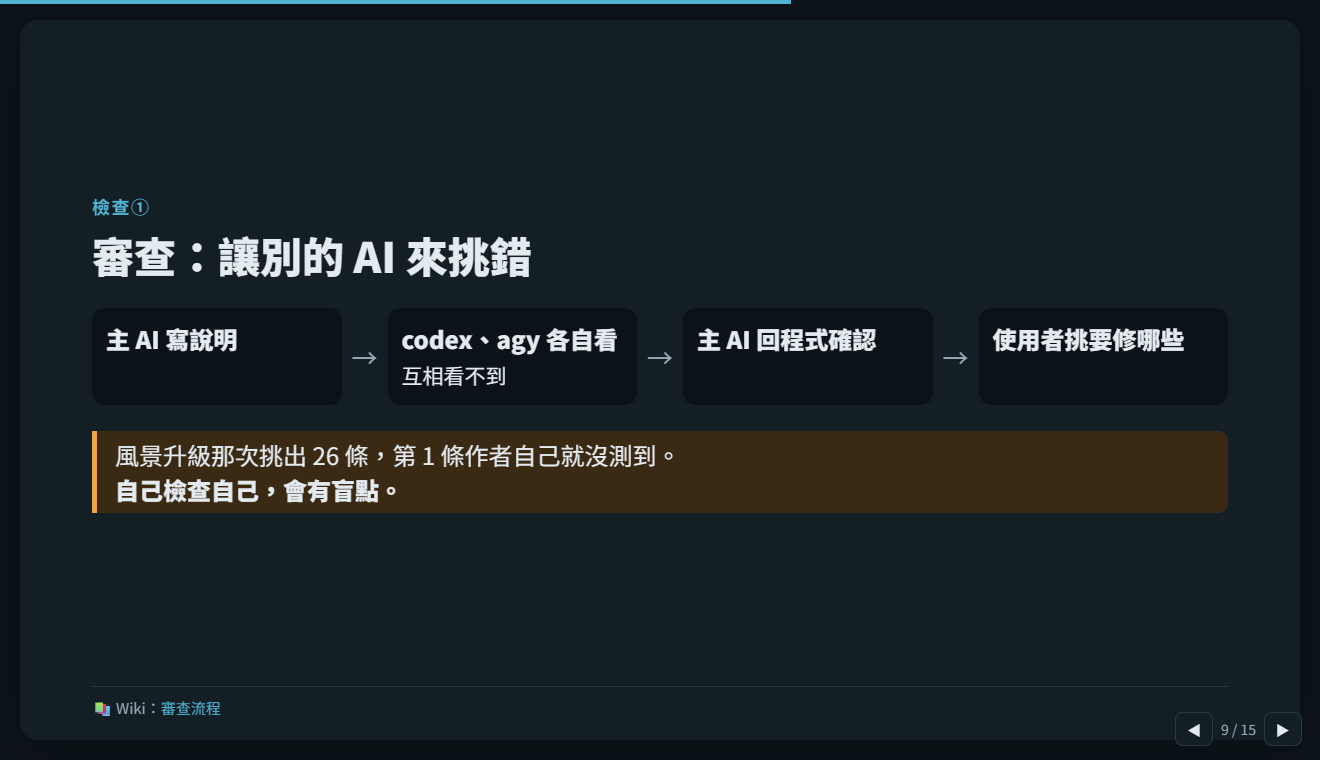 檢查①
審查：讓別的 AI 來挑錯
主 AI 寫說明
→
codex、agy 各自看
互相看不到
→
主 AI 回程式確認
→
使用者挑要修哪些
風景升級那次挑出 26 條，第 1 條作者自己就沒測到。
自己檢查自己，會有盲點。
📚 Wiki：審查流程
◀ 9 / 15 ▶